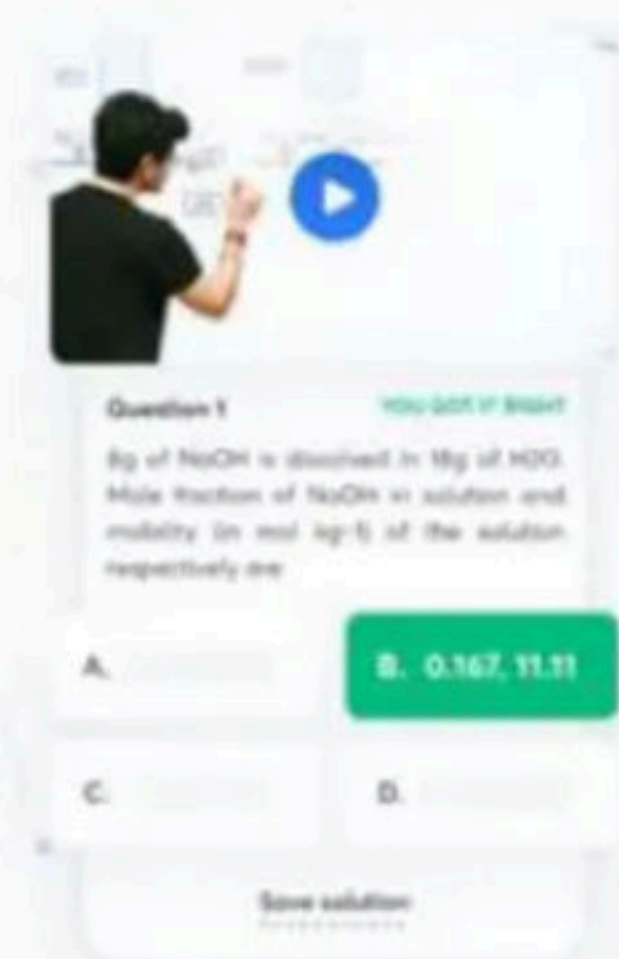 Question 1
YOU GOT IT RIGHT
8g of NaOH is dissolved in 18g of H2O.
Mole fraction of NaOH in solution and
molality (in mol kg-1) of the solution
respectively are
A.
B. 0.167, 11.11
C.
D.
Save solution